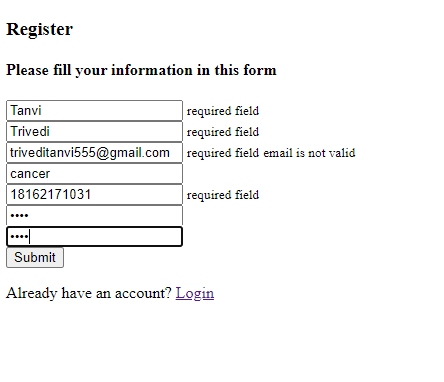 Register
Please fill your information in this form
Tanvi required field
Trivedi required field
triveditanvi555@gmail.com required field email is not valid
cancer
18162171031 required field
••••
••••
Submit
Already have an account? Login